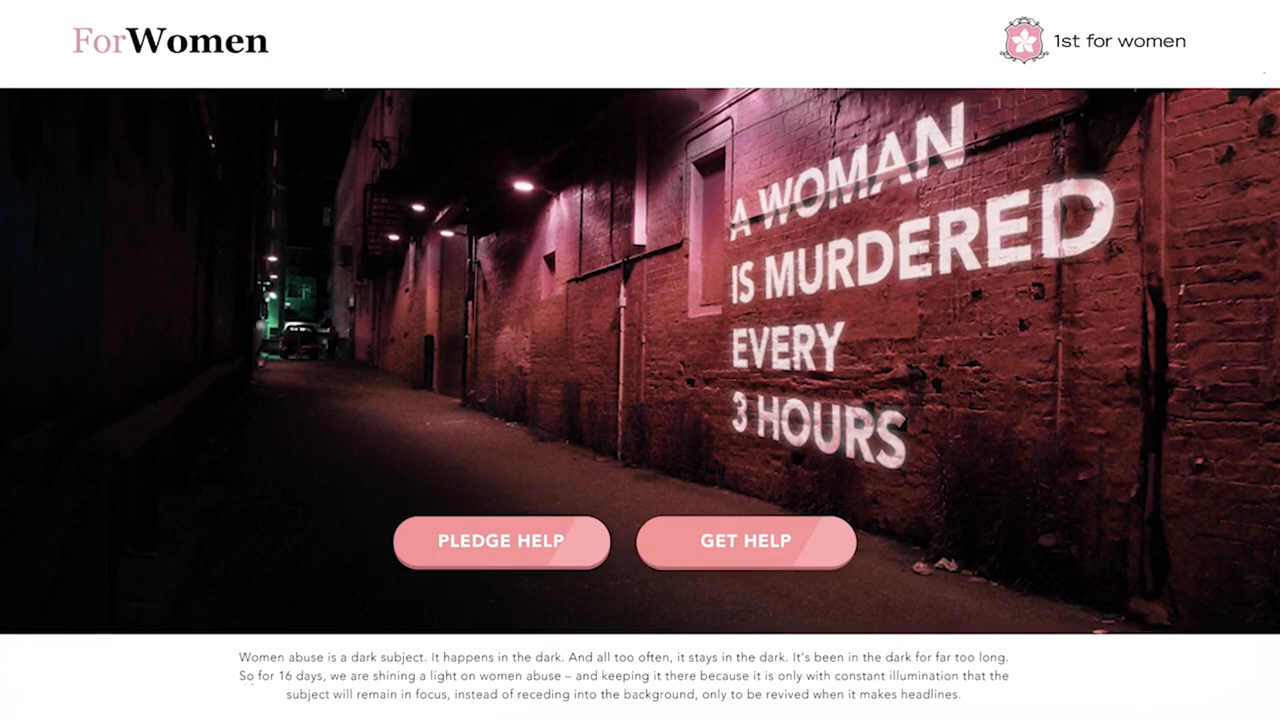 ForWomen
1st for women
A WOMAN
IS MURDERED
EVERY
3 HOURS
PLEDGE HELP
GET HELP
Women abuse is a dark subject. It happens in the dark. And all too often, it stays in the dark. It's been in the dark for far too long.
So for 16 days, we are shining a light on women abuse – and keeping it there because it is only with constant illumination that the
subject will remain in focus, instead of receding into the background, only to be revived when it makes headlines.